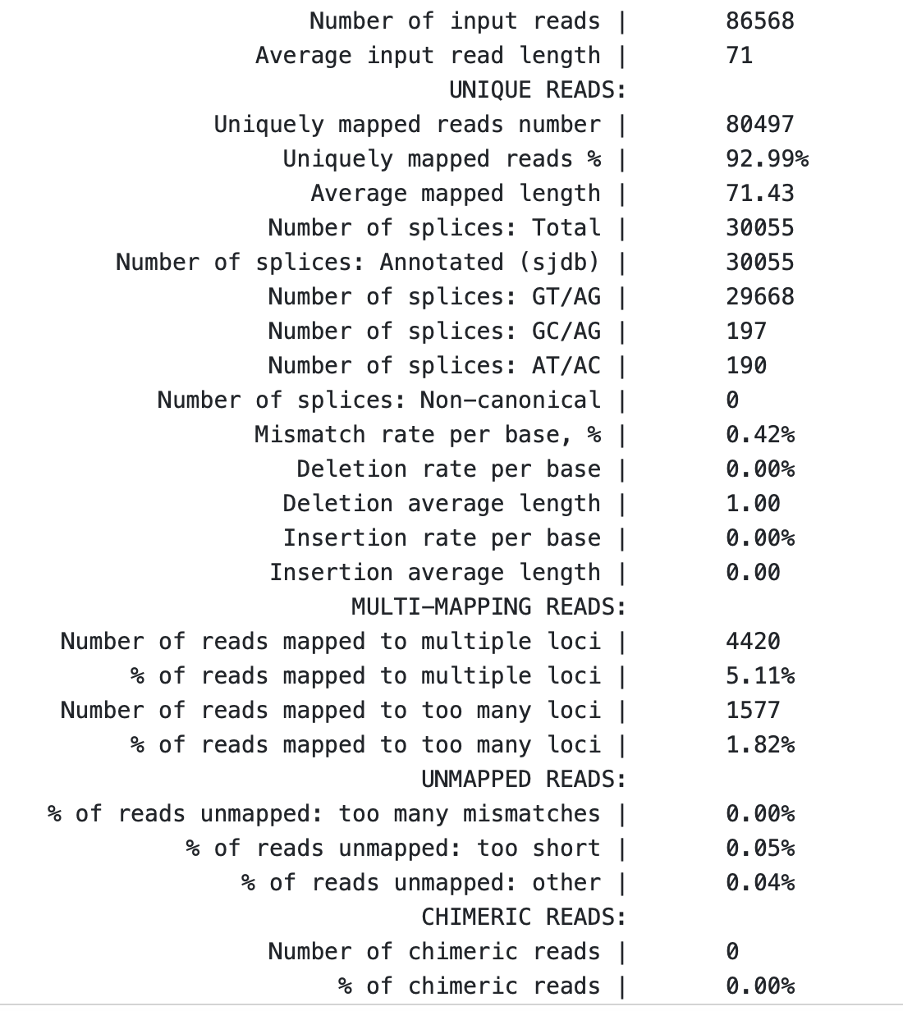 Number of input reads | 86568
Average input read length | 71
UNIQUE READS:
Uniquely mapped reads number | 80497
Uniquely mapped reads % | 92.99%
Average mapped length | 71.43
Number of splices: Total | 30055
Number of splices: Annotated (sjdb) | 30055
Number of splices: GT/AG | 29668
Number of splices: GC/AG | 197
Number of splices: AT/AC | 190
Number of splices: Non-canonical | 0
Mismatch rate per base, % | 0.42%
Deletion rate per base | 0.00%
Deletion average length | 1.00
Insertion rate per base | 0.00%
Insertion average length | 0.00
MULTI-MAPPING READS:
Number of reads mapped to multiple loci | 4420
% of reads mapped to multiple loci | 5.11%
Number of reads mapped to too many loci | 1577
% of reads mapped to too many loci | 1.82%
UNMAPPED READS:
% of reads unmapped: too many mismatches | 0.00%
% of reads unmapped: too short | 0.05%
% of reads unmapped: other | 0.04%
CHIMERIC READS:
Number of chimeric reads | 0
% of chimeric reads | 0.00%